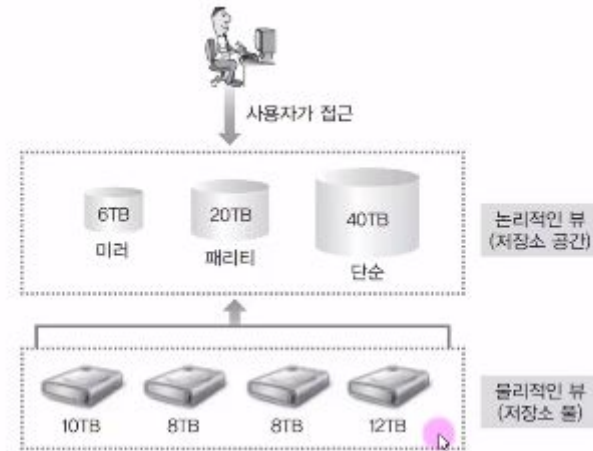 사용자가 접근
6TB
20TB
40TB
미러
패리티
단순
논리적인 뷰
(저장소 공간)
10TB
8TB
8TB
12TB
물리적인 뷰
(저장소 풀)